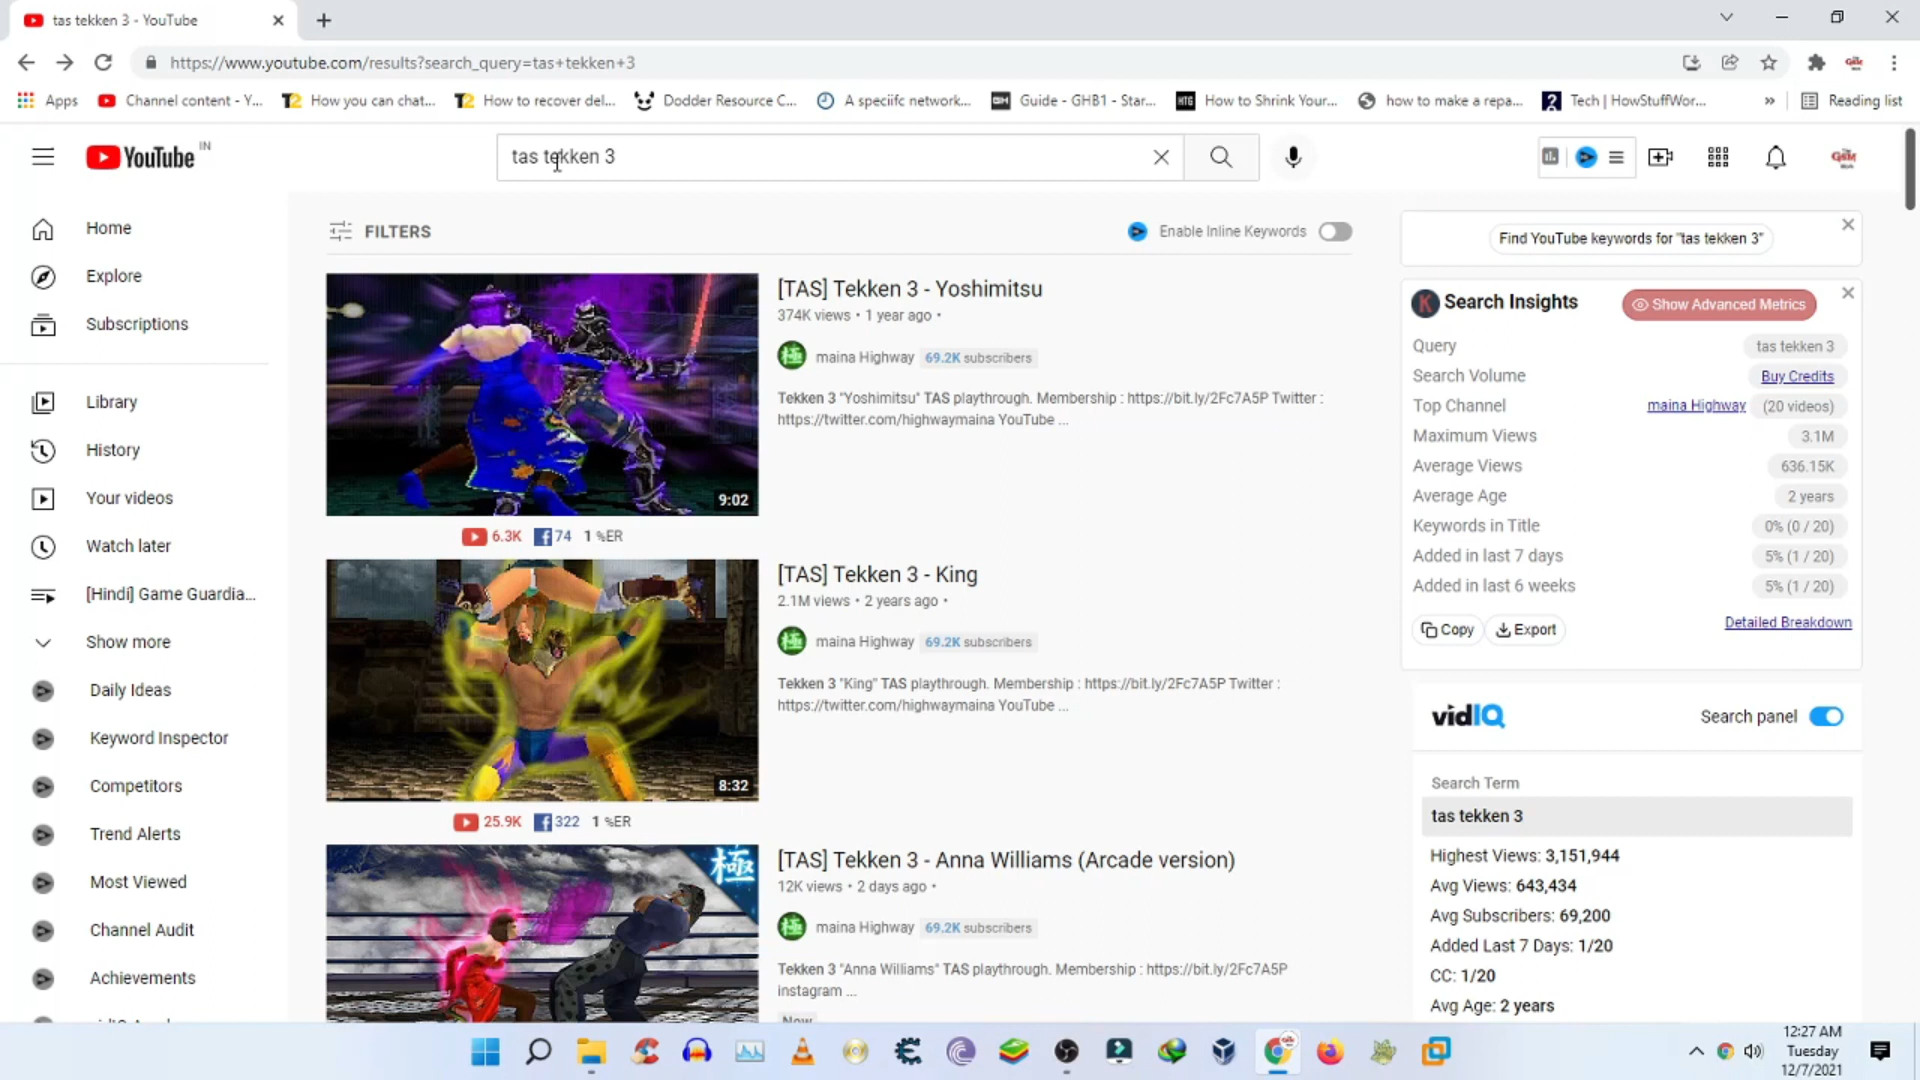 tas tekken 3 - YouTube
https://www.youtube.com/results?search_query=tas+tekken+3
Apps
Channel content - Y...
How you can chat...
How to recover del...
Dodder Resource C...
A speciifc network...
Guide - GHB1 - Star...
How to Shrink Your...
how to make a repa...
Tech | HowStuffWor...
»
Reading list
YouTube IN
tas tekken 3
Home
Explore
Subscriptions
Library
History
Your videos
Watch later
[Hindi] Game Guardia...
Show more
Daily Ideas
Keyword Inspector
Competitors
Trend Alerts
Most Viewed
Channel Audit
Achievements
FILTERS
Enable Inline Keywords
9:02
[TAS] Tekken 3 - Yoshimitsu
374K views • 1 year ago •
極 maina Highway 69.2K subscribers
Tekken 3 "Yoshimitsu" TAS playthrough. Membership : https://bit.ly/2Fc7A5P Twitter :
https://twitter.com/highwaymaina YouTube ...
6.3K 74 1 %ER
8:32
[TAS] Tekken 3 - King
2.1M views • 2 years ago •
極 maina Highway 69.2K subscribers
Tekken 3 "King" TAS playthrough. Membership : https://bit.ly/2Fc7A5P Twitter :
https://twitter.com/highwaymaina YouTube ...
25.9K 322 1 %ER
極
[TAS] Tekken 3 - Anna Williams (Arcade version)
12K views • 2 days ago •
極 maina Highway 69.2K subscribers
Tekken 3 "Anna Williams" TAS playthrough. Membership : https://bit.ly/2Fc7A5P
instagram ...
New
Find YouTube keywords for "tas tekken 3"
K Search Insights Show Advanced Metrics
Query tas tekken 3
Search Volume Buy Credits
Top Channel maina Highway (20 videos)
Maximum Views 3.1M
Average Views 636.15K
Average Age 2 years
Keywords in Title 0% (0 / 20)
Added in last 7 days 5% (1 / 20)
Added in last 6 weeks 5% (1 / 20)
Copy Export Detailed Breakdown
vidIQ Search panel
Search Term
tas tekken 3
Highest Views: 3,151,944
Avg Views: 643,434
Avg Subscribers: 69,200
Added Last 7 Days: 1/20
CC: 1/20
Avg Age: 2 years
12:27 AM
Tuesday
12/7/2021